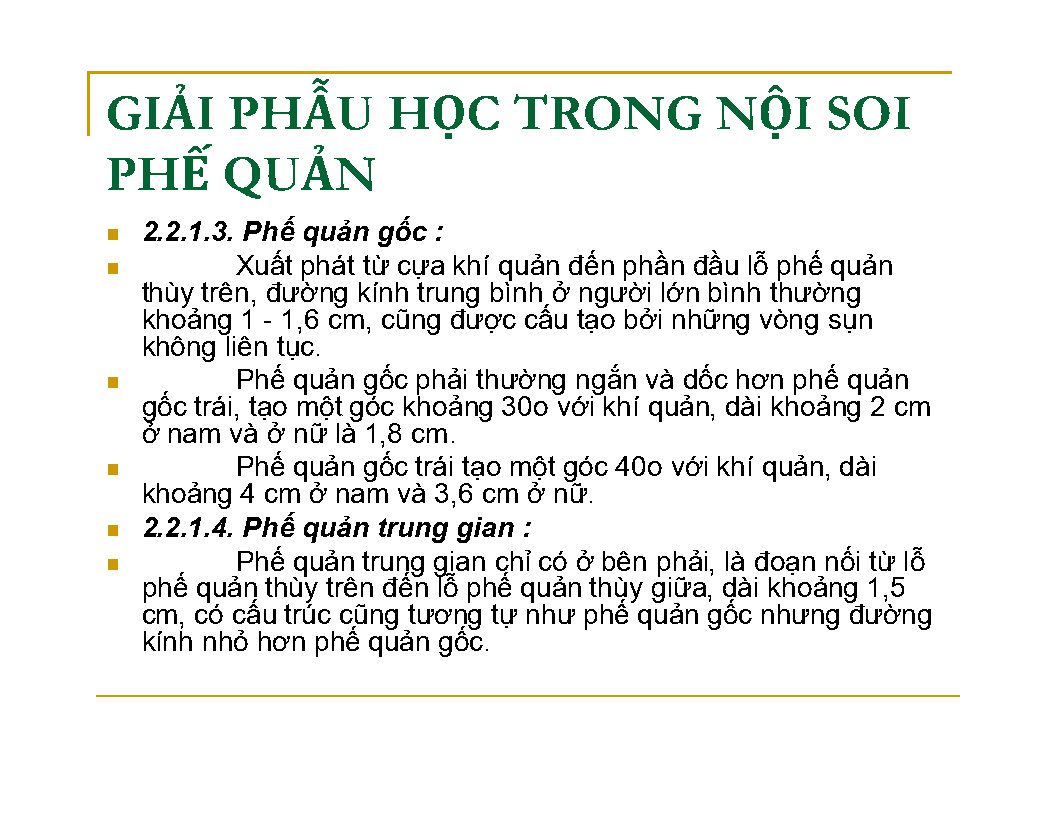 GIẢI PHẪU HỌC TRONG NỘI SOI
PHẾ QUẢN
2.2.1.3. Phế quản gốc :
Xuất phát từ cựa khí quản đến phần đầu lỗ phế quản
thùy trên, đường kính trung bình ở người lớn bình thường
khoảng 1 - 1,6 cm, cũng được cấu tạo bởi những vòng sụn
không liên tục.
Phế quản gốc phải thường ngắn và dốc hơn phế quản
gốc trái, tạo một góc khoảng 30o với khí quản, dài khoảng 2 cm
ở nam và ở nữ là 1,8 cm.
Phế quản gốc trái tạo một góc 40o với khí quản, dài
khoảng 4 cm ở nam và 3,6 cm ở nữ.
2.2.1.4. Phế quản trung gian :
Phế quản trung gian chỉ có ở bên phải, là đoạn nối từ lỗ
phế quản thùy trên đến lỗ phế quản thùy giữa, dài khoảng 1,5
cm, có cấu trúc cũng tương tự như phế quản gốc nhưng đường
kính nhỏ hơn phế quản gốc.